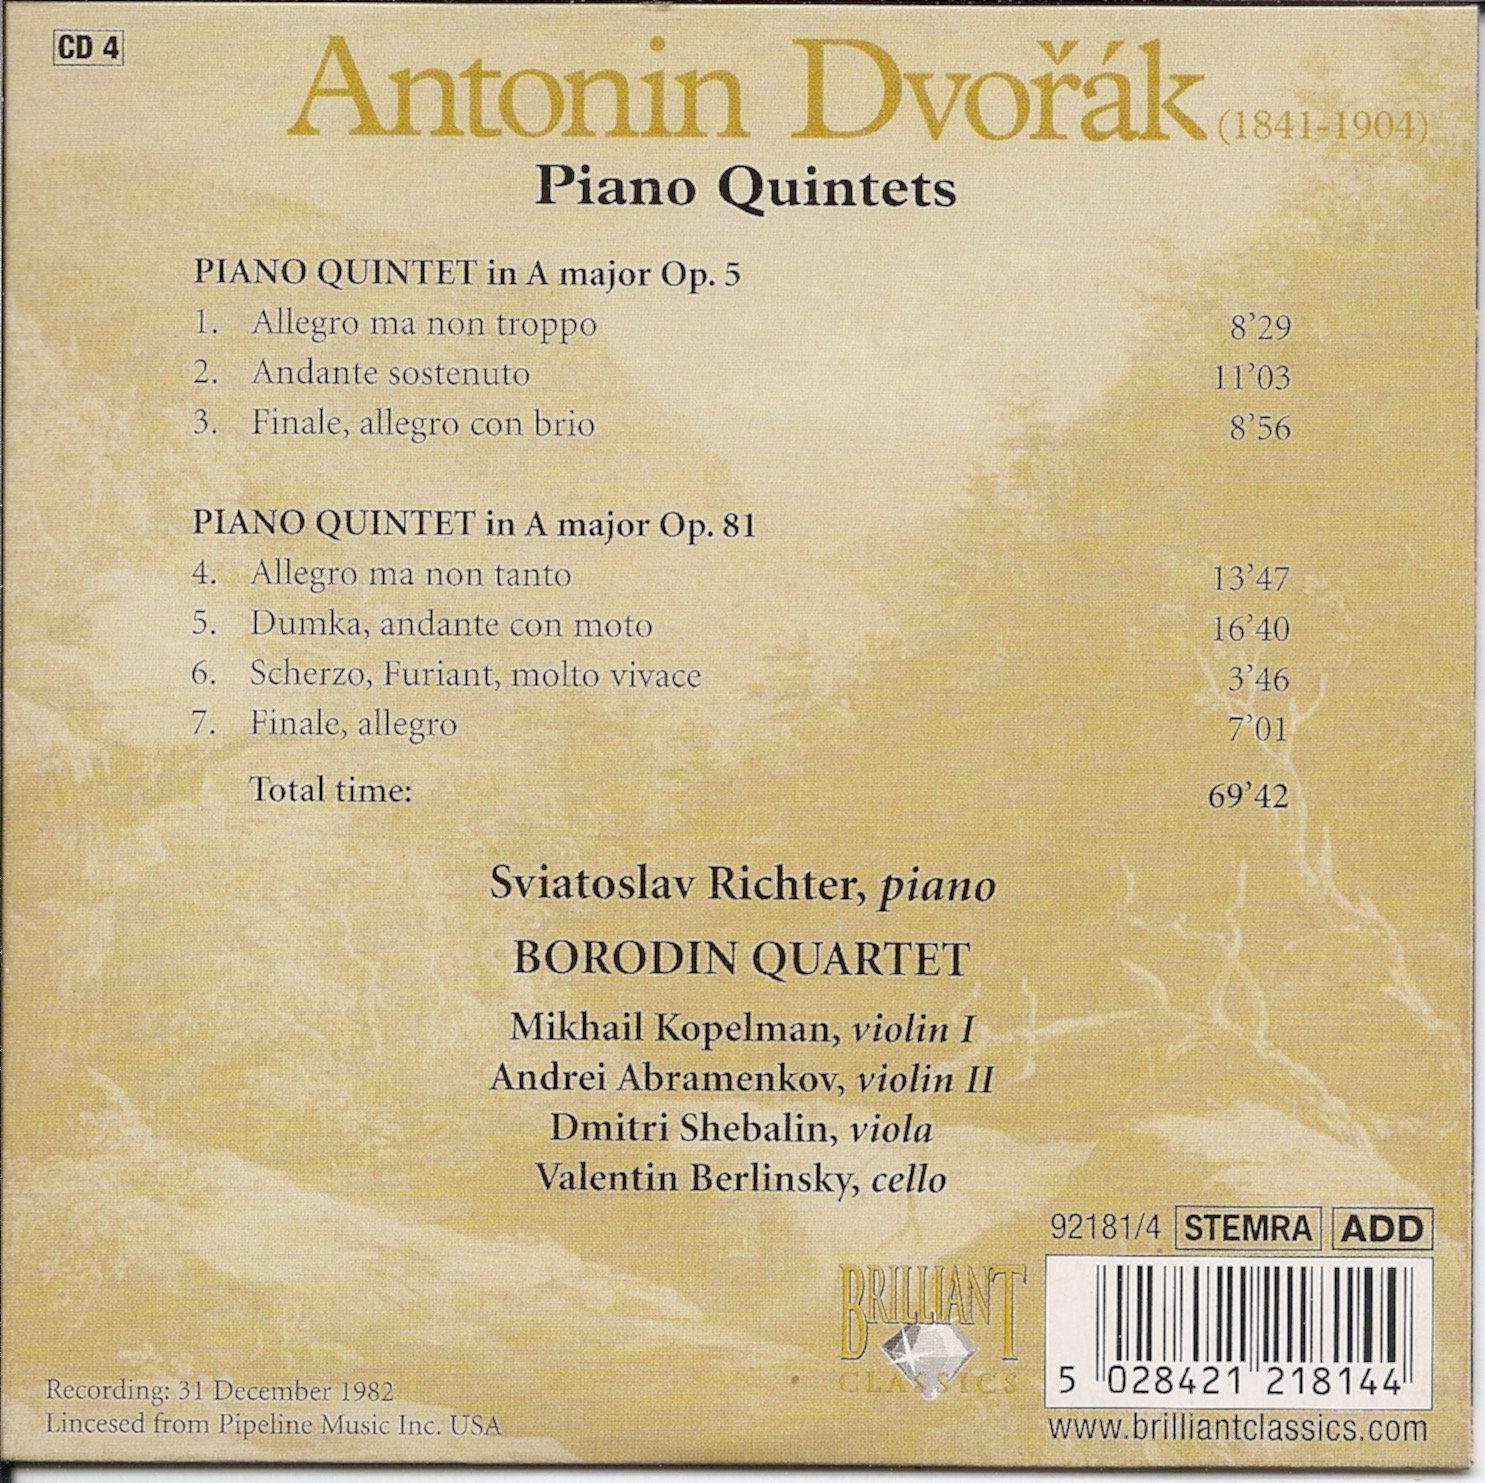 CD 4
Antonin Dvořák (1841-1904)
Piano Quintets
PIANO QUINTET in A major Op. 5
1. Allegro ma non troppo 8’29
2. Andante sostenuto 11’03
3. Finale, allegro con brio 8’56
PIANO QUINTET in A major Op. 81
4. Allegro ma non tanto 13’47
5. Dumka, andante con moto 16’40
6. Scherzo, Furiant, molto vivace 3’46
7. Finale, allegro 7’01
Total time: 69’42
Sviatoslav Richter, piano
BORODIN QUARTET
Mikhail Kopelman, violin I
Andrei Abramenkov, violin II
Dmitri Shebalin, viola
Valentin Berlinsky, cello
92181/4 STEMRA ADD
BRILLIANT
CLASSICS
5 028421 218144
www.brilliantclassics.com
Recording: 31 December 1982
Lincesed from Pipeline Music Inc. USA